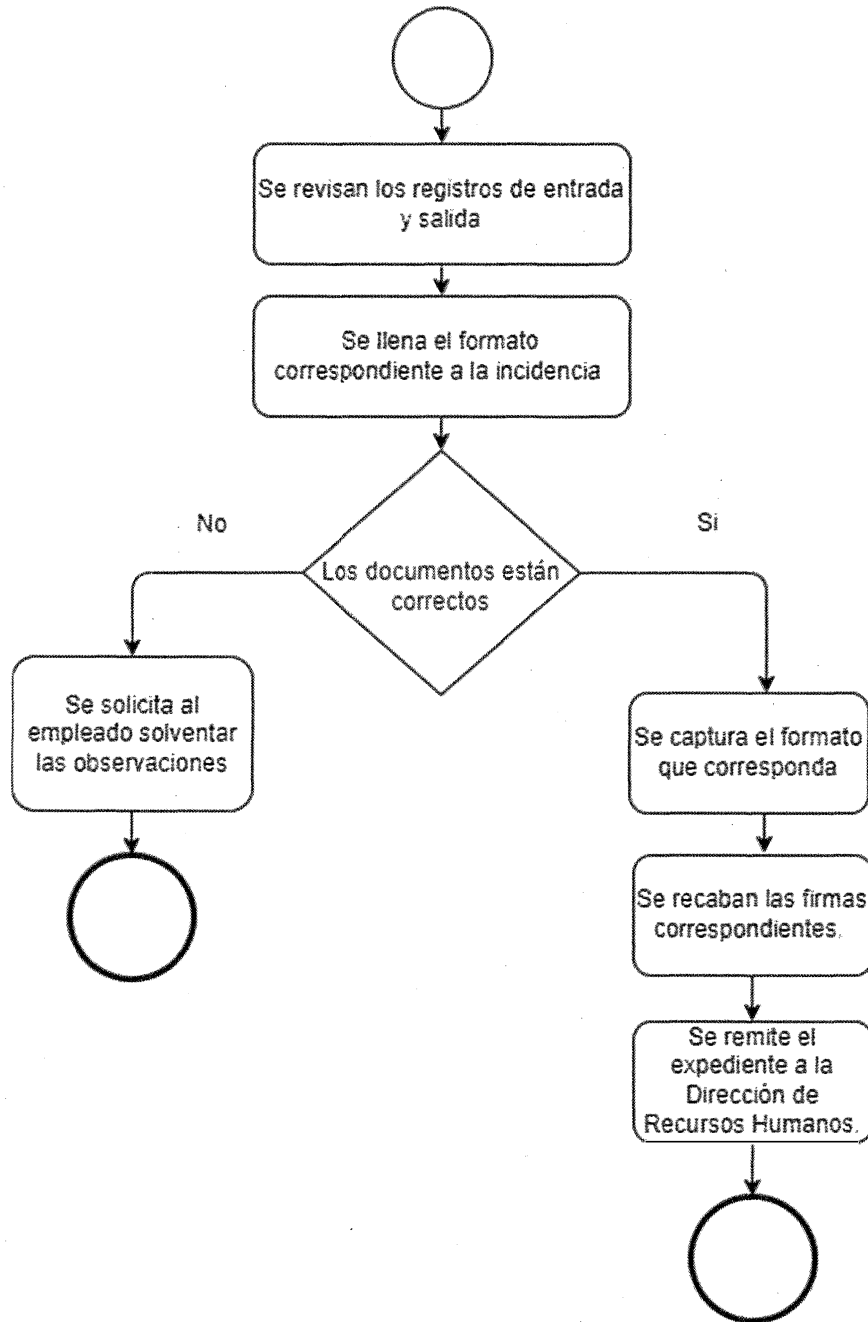 Se revisan los registros de entrada
y salida
Se llena el formato
correspondiente a la incidencia
No
Si
Los documentos están
correctos
Se solicita al
empleado solventar
las observaciones
Se captura el formato
que corresponda
Se recaban las firmas
correspondientes.
Se remite el
expediente a la
Dirección de
Recursos Humanos.